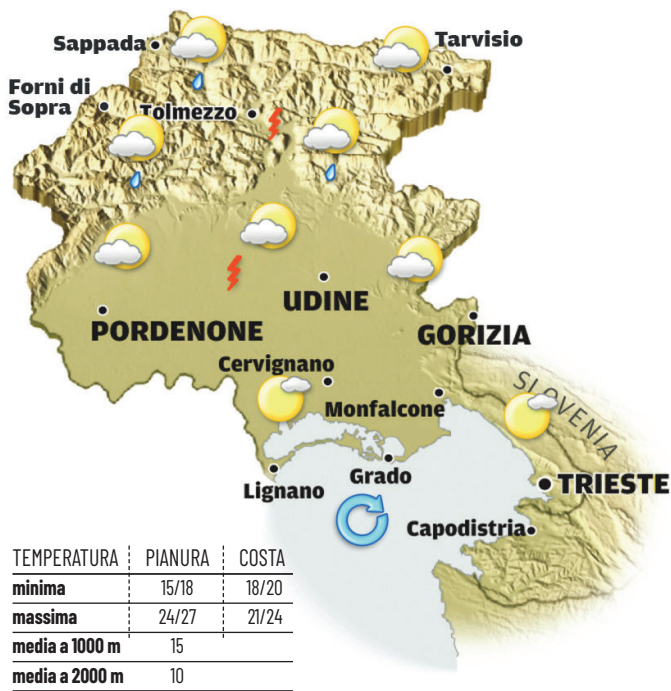 Sappada
Tarvisio
Forni di
Sopra
Tolmezzo
UDINE
PORDENONE
GORIZIA
Cervignano
SLOVENIA
Monfalcone
Grado
TRIESTE
Lignano
Capodistria
TEMPERATURA PIANURA COSTA
minima 15/18 18/20
massima 24/27 21/24
media a 1000 m 15
media a 2000 m 10